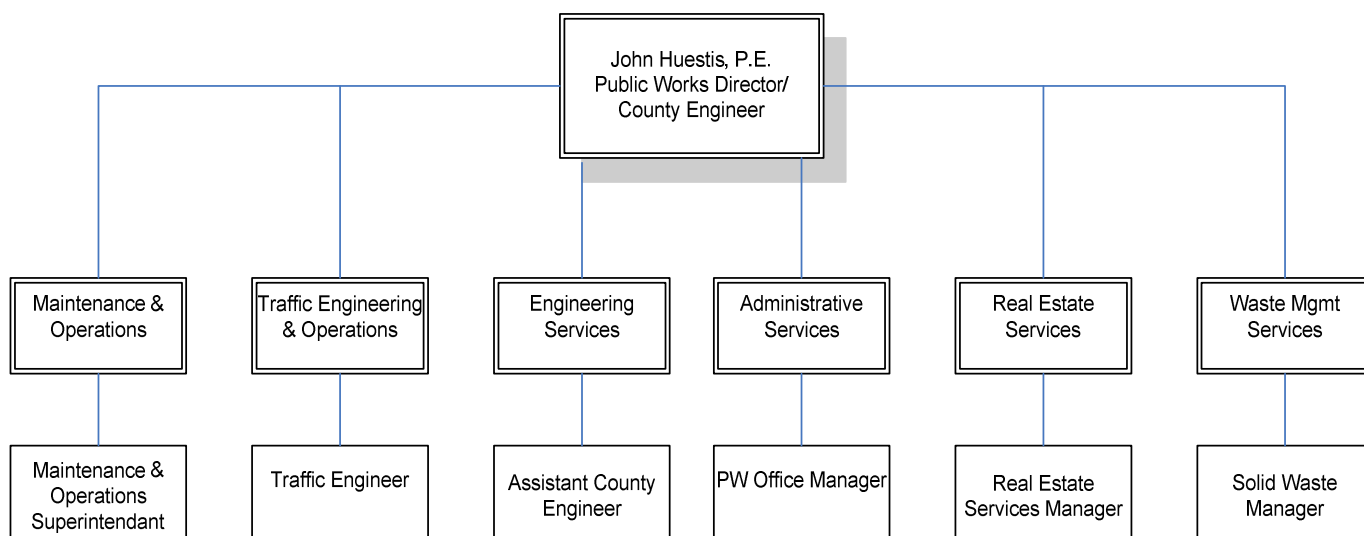 John Huestis, P.E.
Public Works Director/
County Engineer
Maintenance &
Operations
Traffic Engineering
& Operations
Engineering
Services
Administrative
Services
Real Estate
Services
Waste Mgmt
Services
Maintenance &
Operations
Superintendant
Traffic Engineer
Assistant County
Engineer
PW Office Manager
Real Estate
Services Manager
Solid Waste
Manager